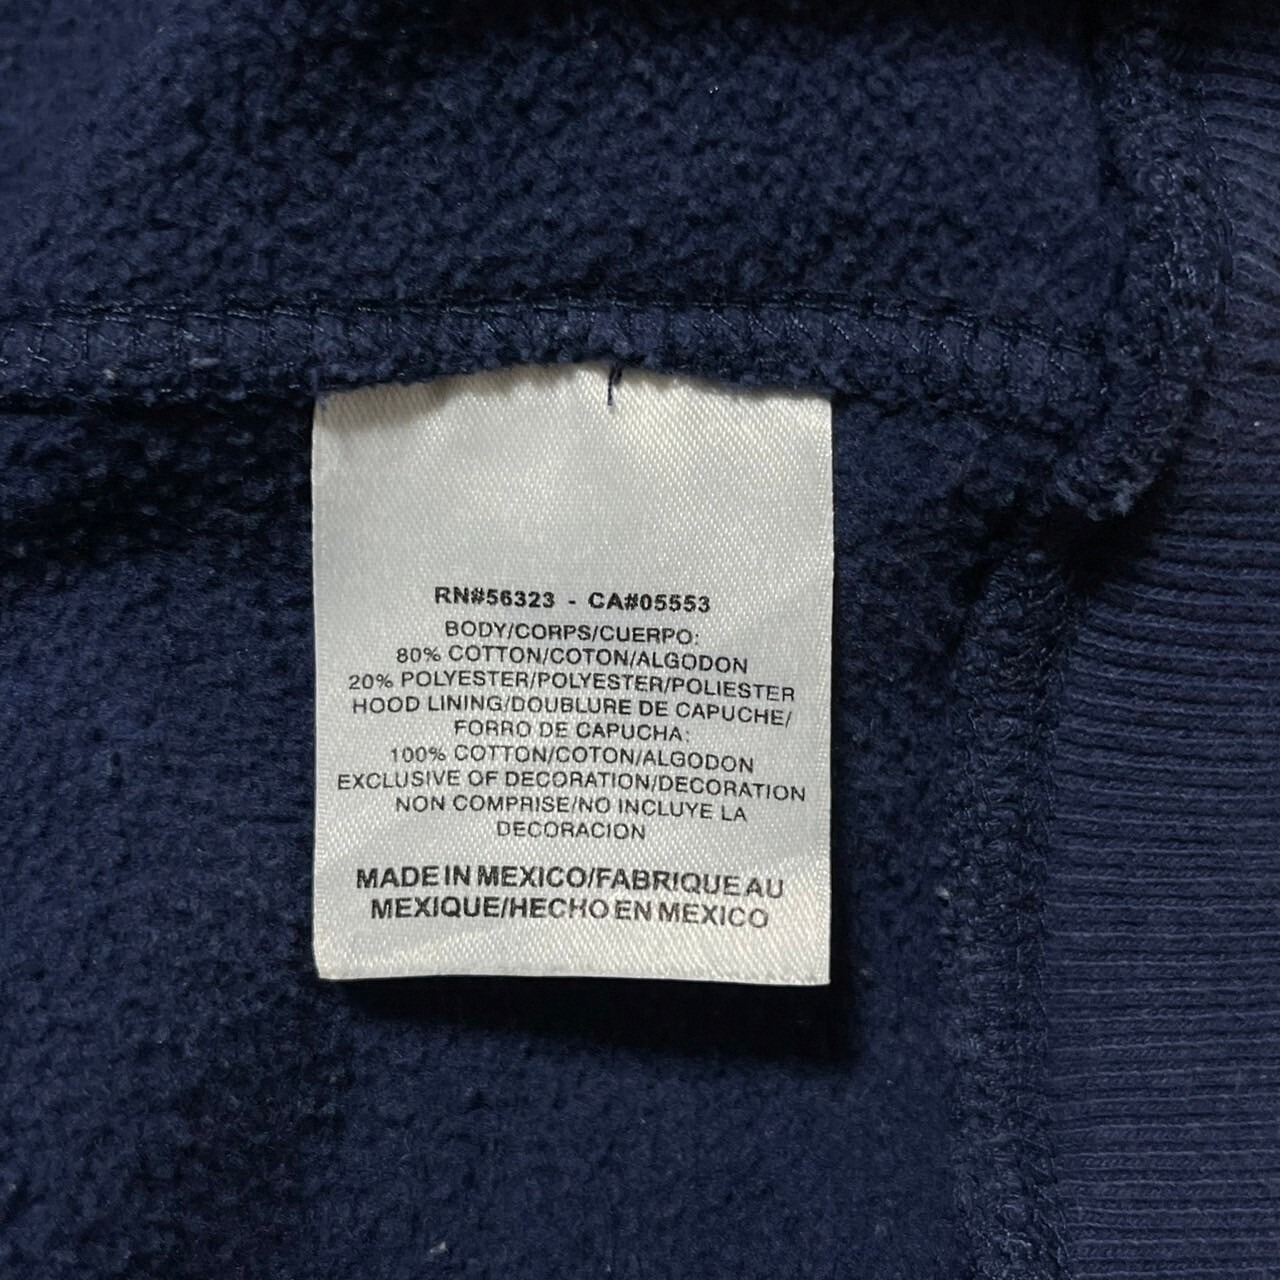 RN#56323 - CA#05553
BODY/CORPS/CUERPO:
80% COTTON/COTON/ALGODON
20% POLYESTER/POLYESTER/POLIESTER
HOOD LINING/DOUBLURE DE CAPUCHE/
FORRO DE CAPUCHA:
100% COTTON/COTON/ALGODON
EXCLUSIVE OF DECORATION/DECORATION
NON COMPRISE/NO INCLUYE LA
DECORACION
MADE IN MEXICO/FABRIQUE AU
MEXIQUE/HECHO EN MEXICO